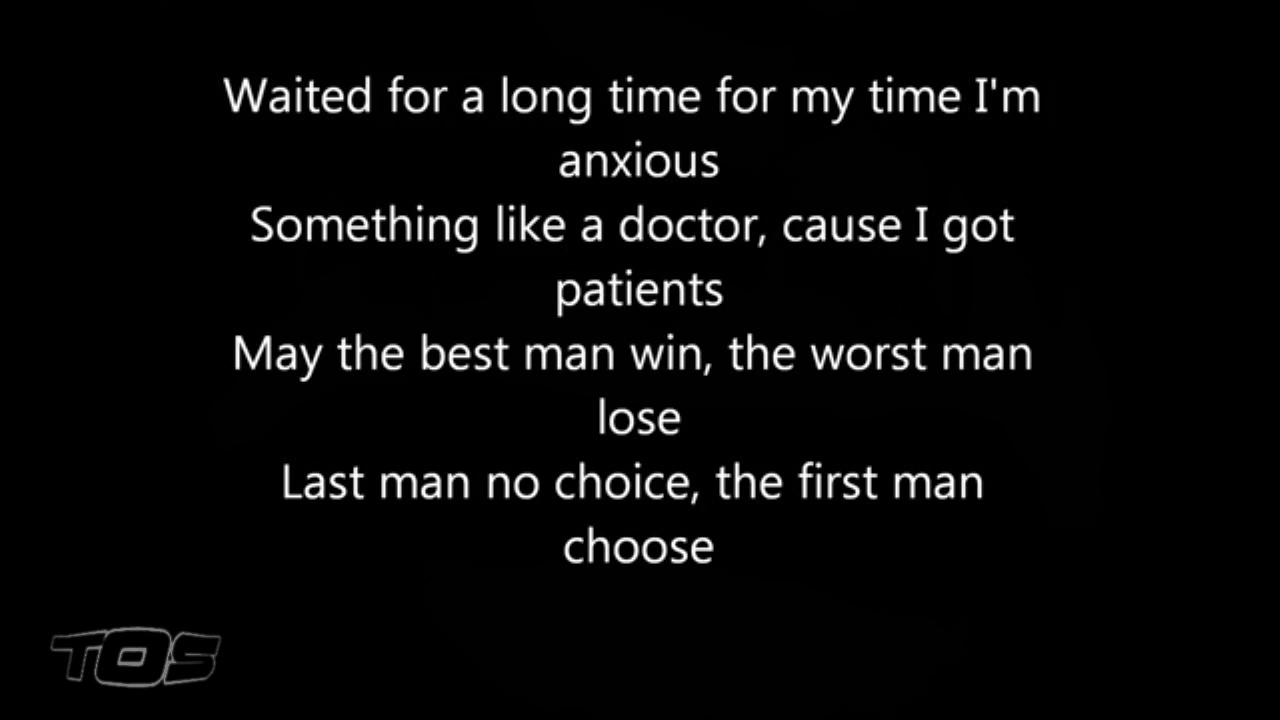 Waited for a long time for my time I'm
anxious
Something like a doctor, cause I got
patients
May the best man win, the worst man
lose
Last man no choice, the first man
choose
TOS